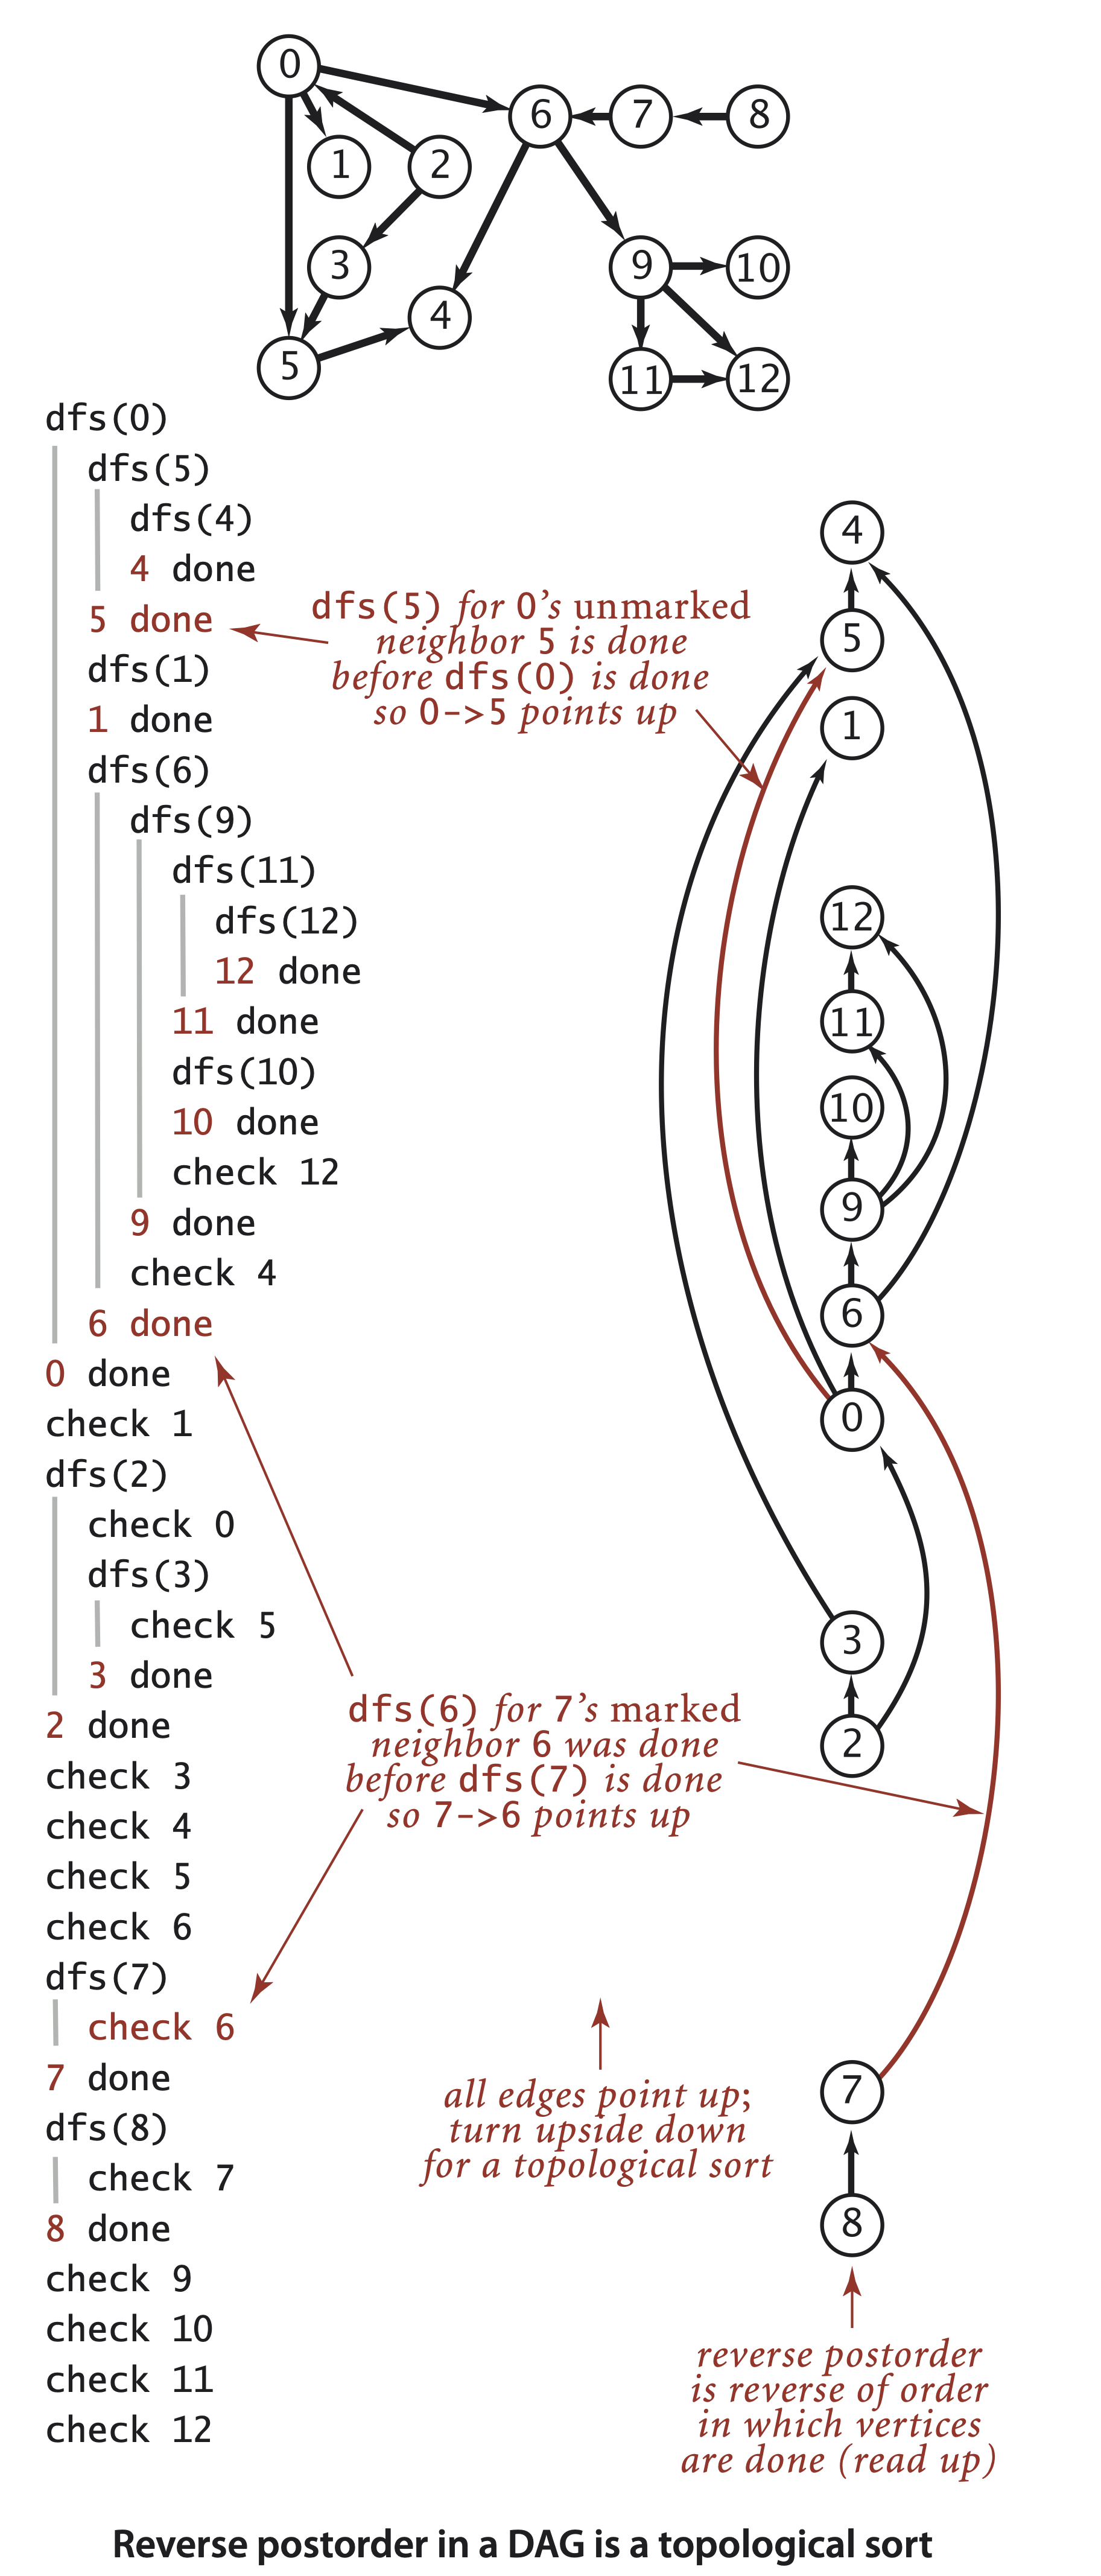 0
6
7
8
1
2
3
9
10
4
5
11
12
dfs(0)
dfs(5)
dfs(4)
4 done
5 done
dfs(1)
1 done
dfs(6)
dfs(9)
dfs(11)
dfs(12)
12 done
11 done
dfs(10)
10 done
check 12
9 done
check 4
6 done
0 done
check 1
dfs(2)
check 0
dfs(3)
check 5
3 done
2 done
check 3
check 4
check 5
check 6
dfs(7)
check 6
7 done
dfs(8)
check 7
8 done
check 9
check 10
check 11
check 12
dfs(5) for 0’s unmarked
neighbor 5 is done
before dfs(0) is done
so 0->5 points up
dfs(6) for 7’s marked
neighbor 6 was done
before dfs(7) is done
so 7->6 points up
all edges point up;
turn upside down
for a topological sort
4
5
1
12
11
10
9
6
0
3
2
7
8
reverse postorder
is reverse of order
in which vertices
are done (read up)
Reverse postorder in a DAG is a topological sort